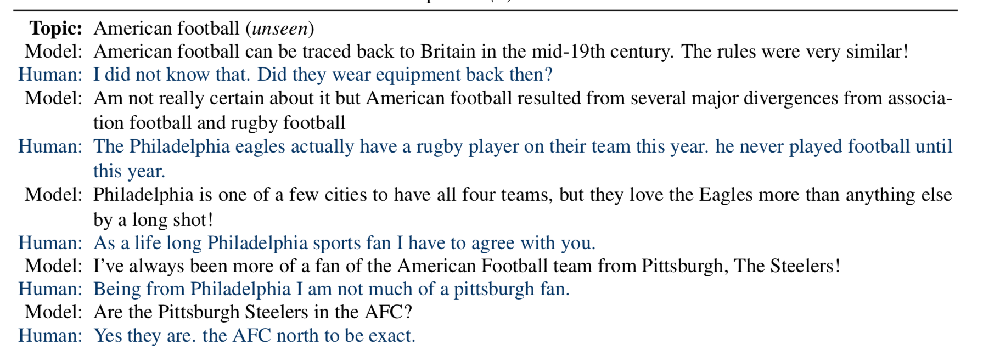 Topic: American football (unseen)
Model: American football can be traced back to Britain in the mid-19th century. The rules were very similar!
Human: I did not know that. Did they wear equipment back then?
Model: Am not really certain about it but American football resulted from several major divergences from associa-
tion football and rugby football
Human: The Philadelphia eagles actually have a rugby player on their team this year. he never played football until
this year.
Model: Philadelphia is one of a few cities to have all four teams, but they love the Eagles more than anything else
by a long shot!
Human: As a life long Philadelphia sports fan I have to agree with you.
Model: I've always been more of a fan of the American Football team from Pittsburgh, The Steelers!
Human: Being from Philadelphia I am not much of a pittsburgh fan.
Model: Are the Pittsburgh Steelers in the AFC?
Human: Yes they are. the AFC north to be exact.